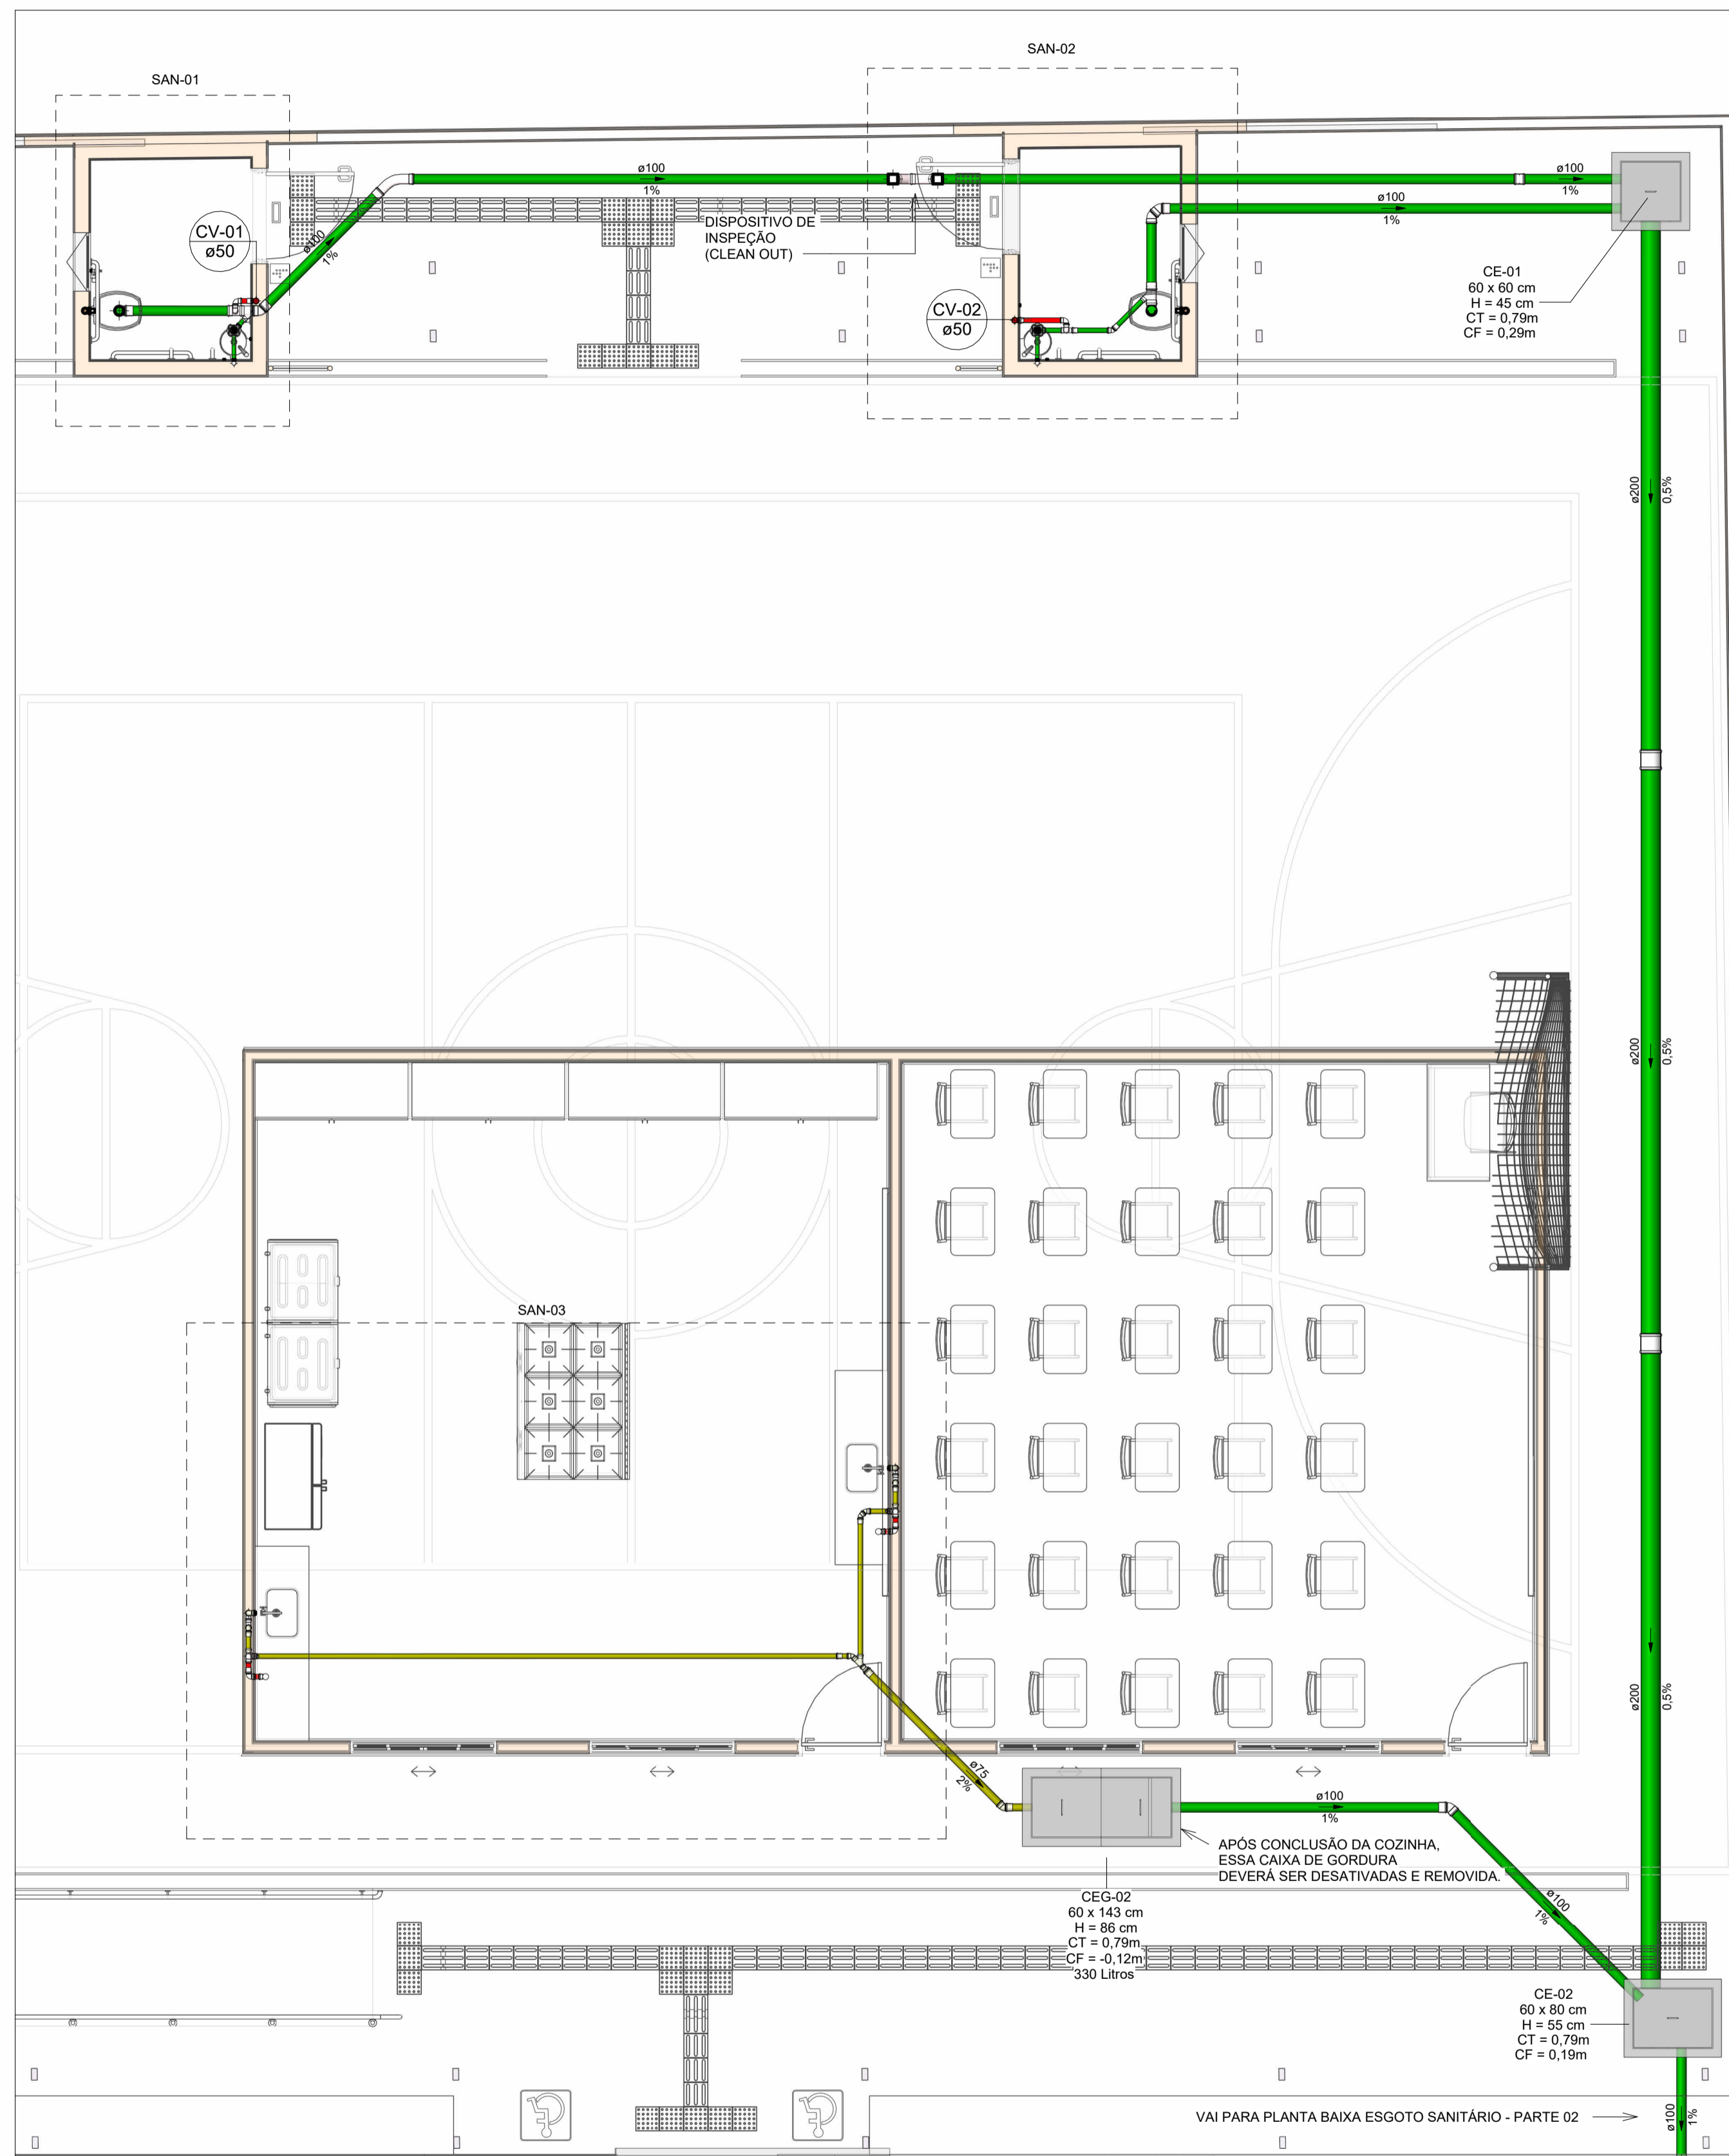 SAN-01
SAN-02
ø100
1%
ø100
1%
ø100
1%
CV-01
ø50
ø100
1%
DISPOSITIVO DE
INSPEÇÃO
(CLEAN OUT)
CV-02
ø50
CE-01
60 x 60 cm
H = 45 cm
CT = 0,79m
CF = 0,29m
ø200
0,5%
ø200
0,5%
SAN-03
ø200
0,5%
ø75
2%
ø100
1%
APÓS CONCLUSÃO DA COZINHA,
ESSA CAIXA DE GORDURA
DEVERÁ SER DESATIVADAS E REMOVIDA.
CEG-02
60 x 143 cm
H = 86 cm
CT = 0,79m
CF = -0,12m
330 Litros
ø100
1%
CE-02
60 x 80 cm
H = 55 cm
CT = 0,79m
CF = 0,19m
VAI PARA PLANTA BAIXA ESGOTO SANITÁRIO - PARTE 02
ø100
1%